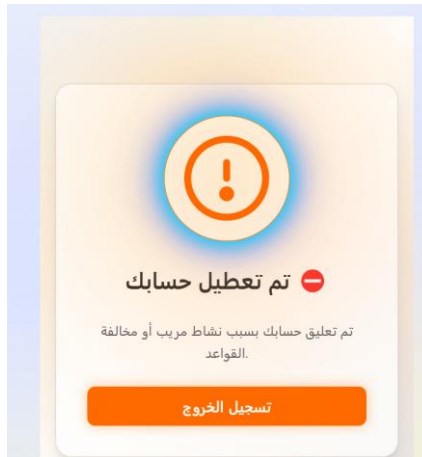 ⛔ تم تعطيل حسابك
تم تعليق حسابك بسبب نشاط مريب أو مخالفة
.القواعد
تسجيل الخروج